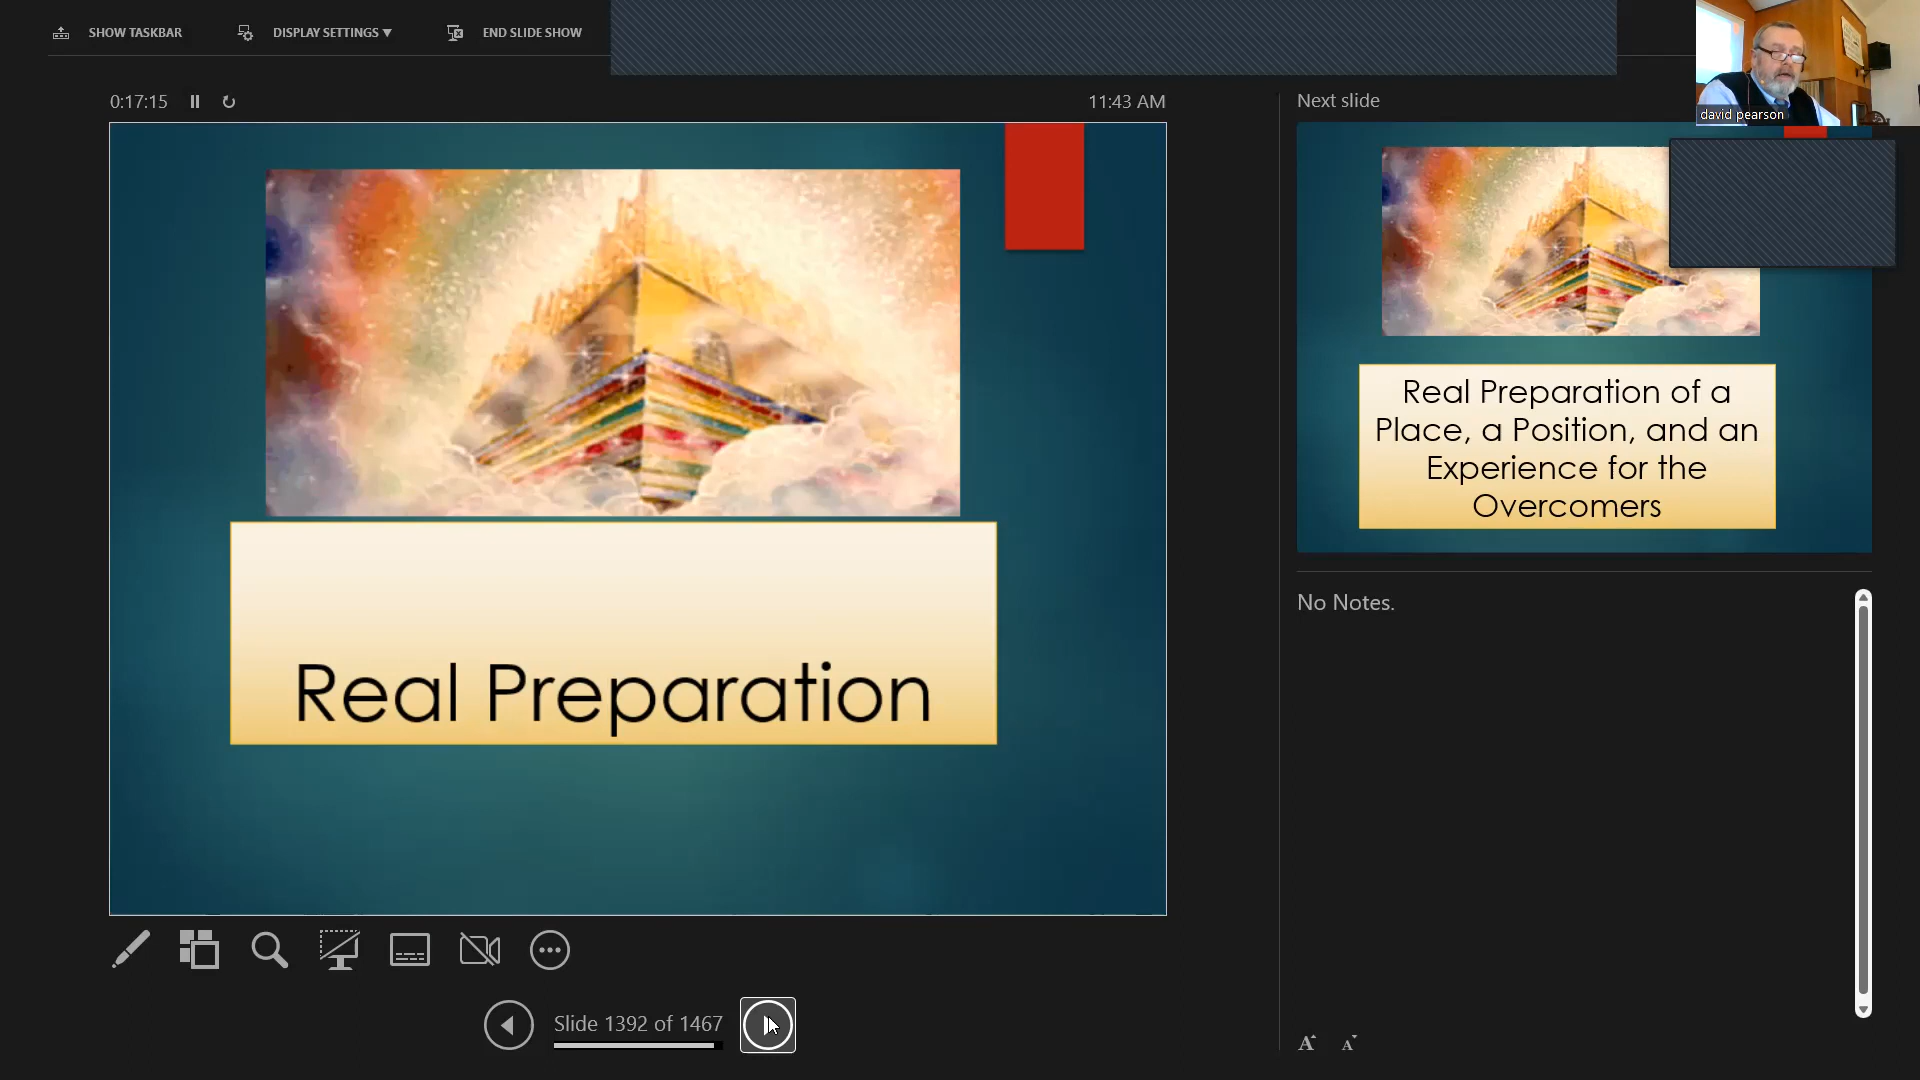 SHOW TASKBAR
DISPLAY SETTINGS ▼
END SLIDE SHOW
0:17:15
11:43 AM
Real Preparation
Slide 1392 of 1467
Next slide
david pearson
Real Preparation of a
Place, a Position, and an
Experience for the
Overcomers
No Notes.
A A